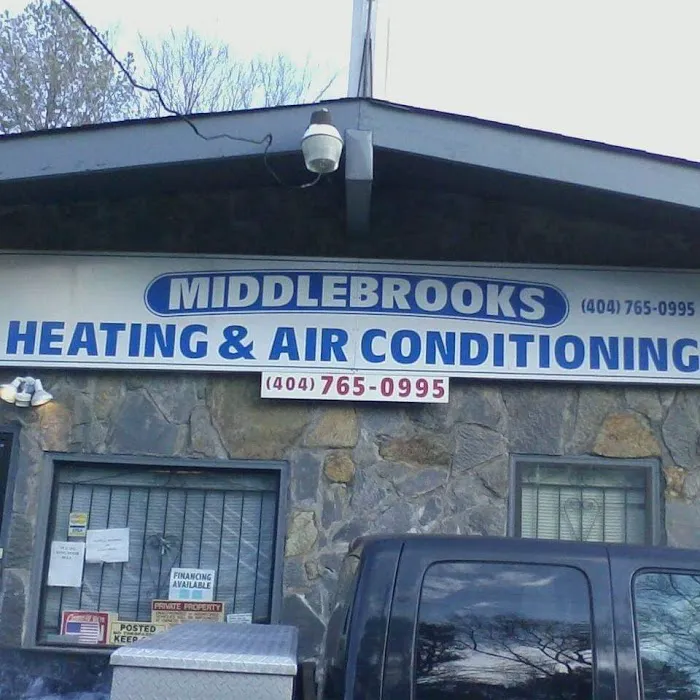 MIDDLEBROOKS
(404) 765-0995
HEATING & AIR CONDITIONING
(404) 765-0995
FINANCING
AVAILABLE
PRIVATE PROPERTY
POSTED
KEEP